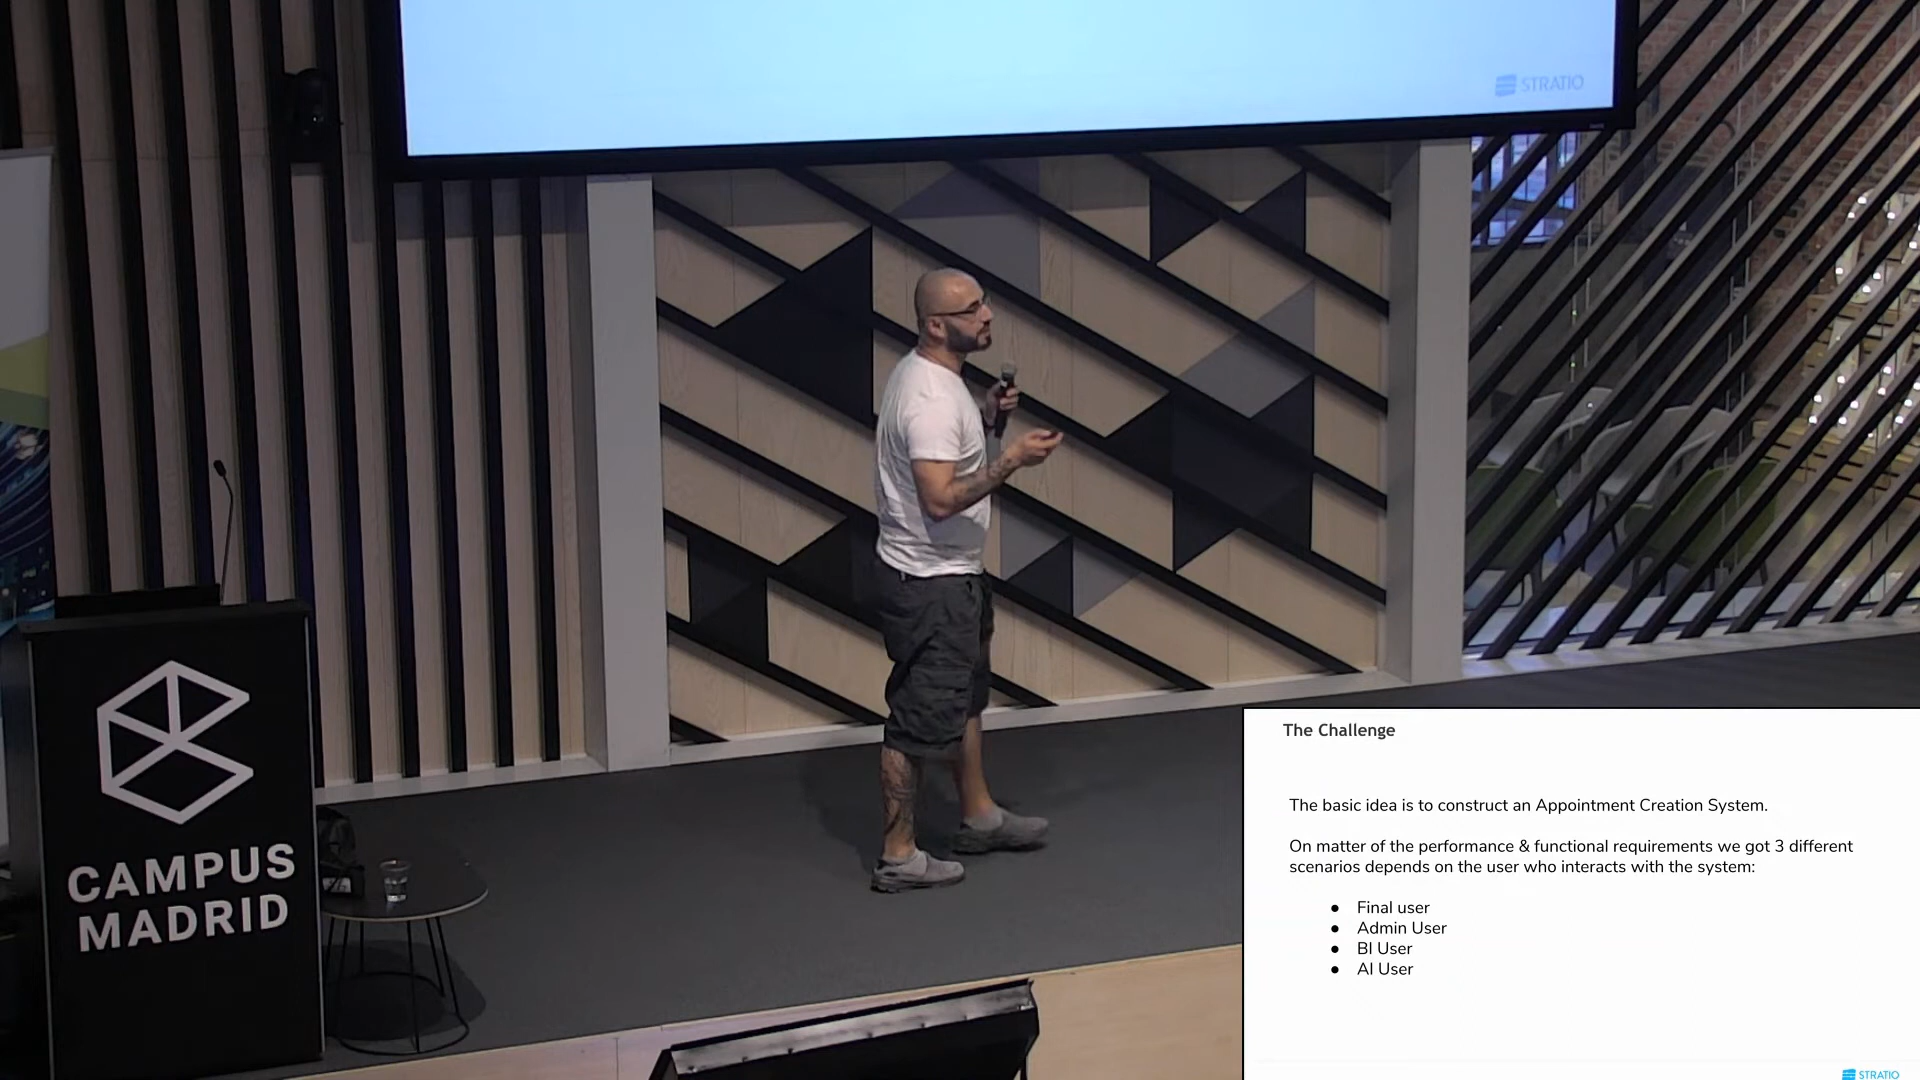 STRATIO
CAMPUS
MADRID
The Challenge
The basic idea is to construct an Appointment Creation System.
On matter of the performance & functional requirements we got 3 different
scenarios depends on the user who interacts with the system:
● Final user
● Admin User
● BI User
● AI User
STRATIO